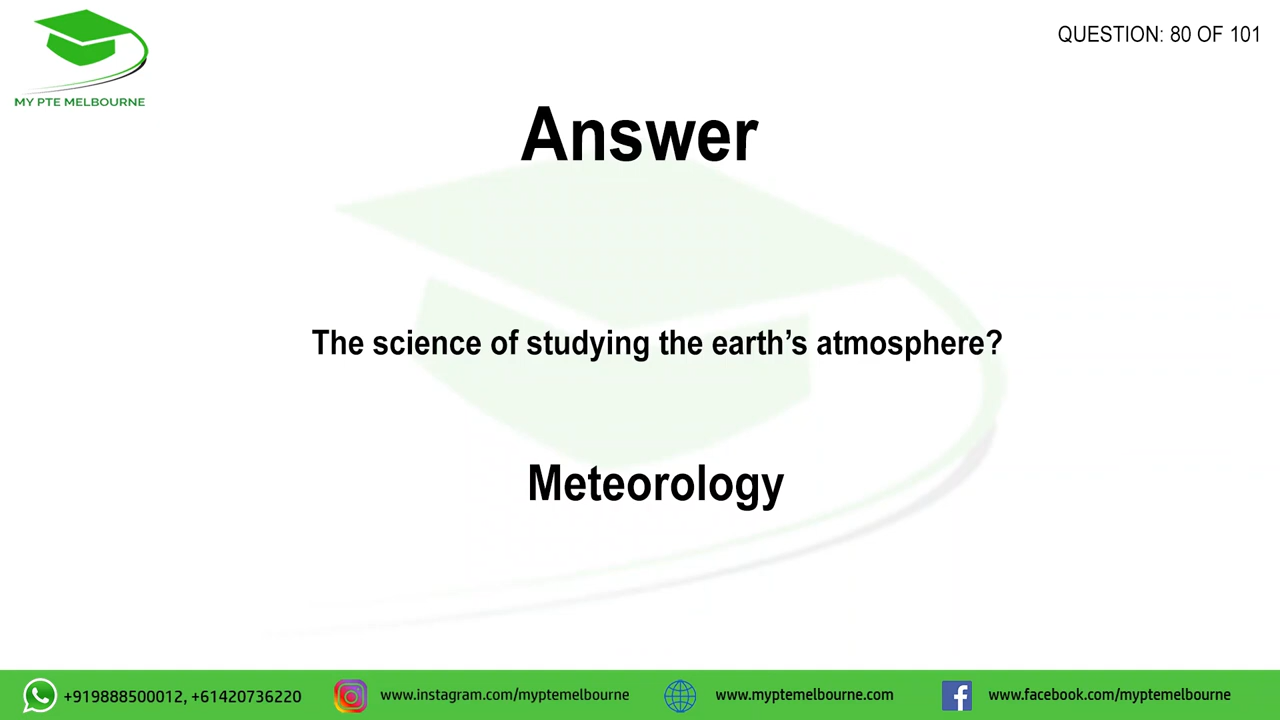 MY PTE MELBOURNE
QUESTION: 80 OF 101
Answer
The science of studying the earth’s atmosphere?
Meteorology
+919888500012, +61420736220
www.instagram.com/myptemelbourne
www.myptemelbourne.com
www.facebook.com/myptemelbourne